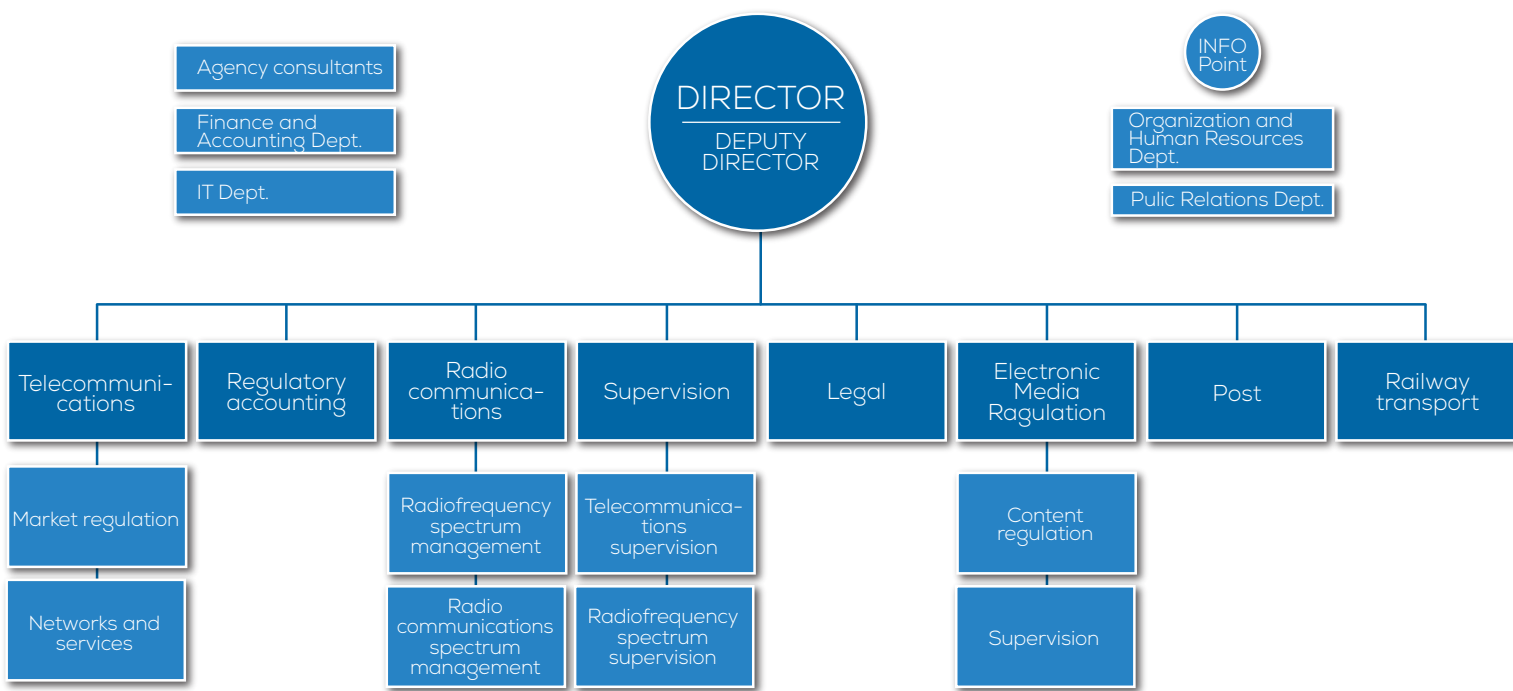 Agency consultants
Finance and
Accounting Dept.
IT Dept.
DIRECTOR
DEPUTY
DIRECTOR
INFO
Point
Organization and
Human Resources
Dept.
Pulic Relations Dept.
Telecommuni-
cations
Regulatory
accounting
Radio
communica-
tions
Supervision
Legal
Electronic
Media
Ragulation
Post
Railway
transport
Market regulation
Networks and
services
Radiofrequency
spectrum
management
Radio
communications
spectrum
management
Telecommunica-
tions
supervision
Radiofrequency
spectrum
supervision
Content
regulation
Supervision